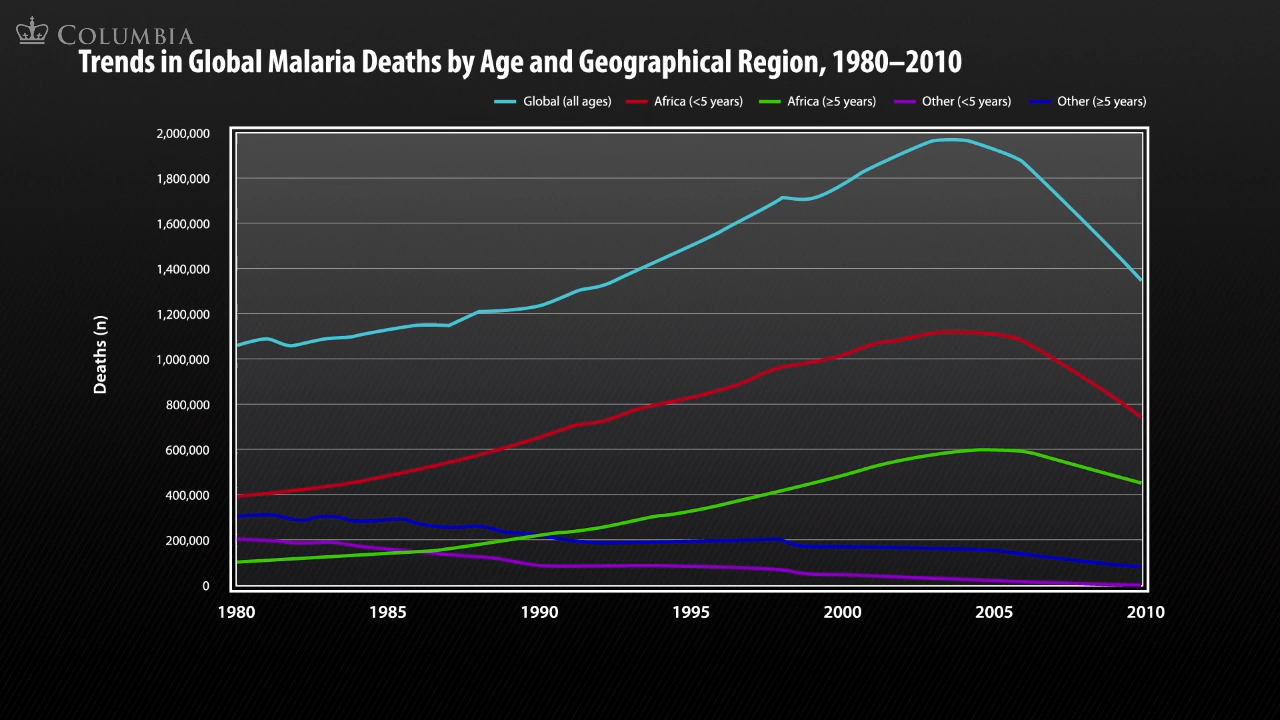 COLUMBIA
Trends in Global Malaria Deaths by Age and Geographical Region, 1980–2010
Global (all ages) Africa (<5 years) Africa (≥5 years) Other (<5 years) Other (≥5 years)
2,000,000
1,800,000
1,600,000
1,400,000
1,200,000
1,000,000
800,000
600,000
400,000
200,000
0
Deaths (n)
1980 1985 1990 1995 2000 2005 2010